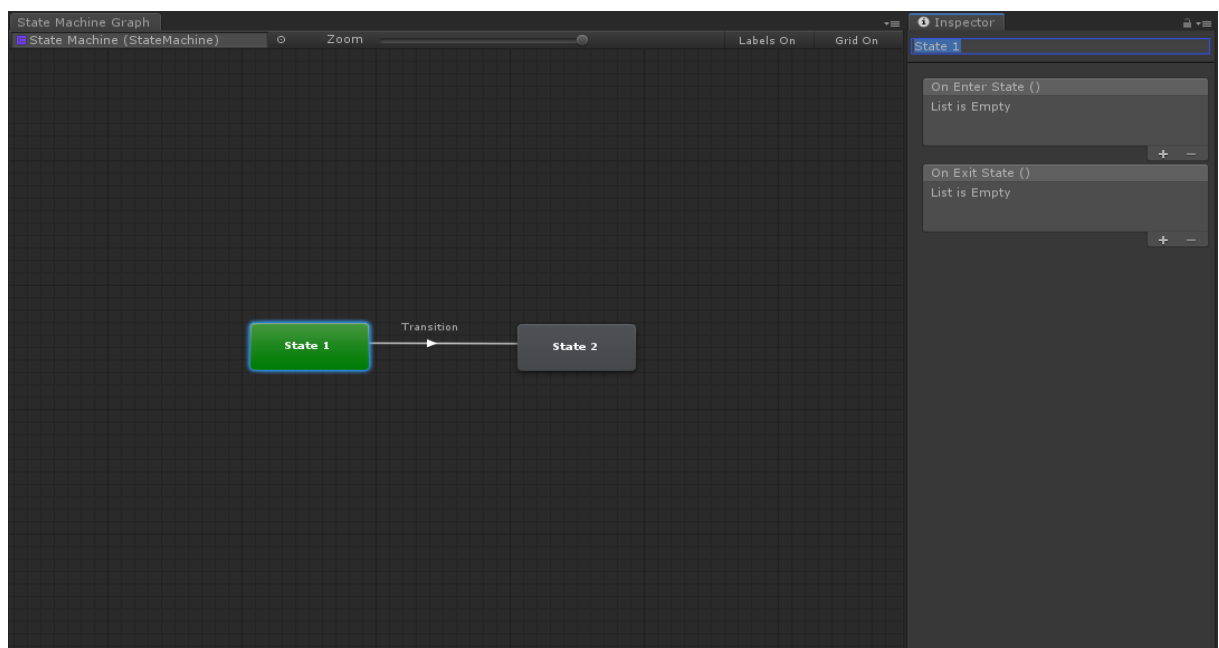 State Machine Graph
State Machine (StateMachine)
Zoom
Labels On
Grid On
State 1
Transition
State 2
Inspector
State 1
On Enter State ()
List is Empty
+ −
On Exit State ()
List is Empty
+ −